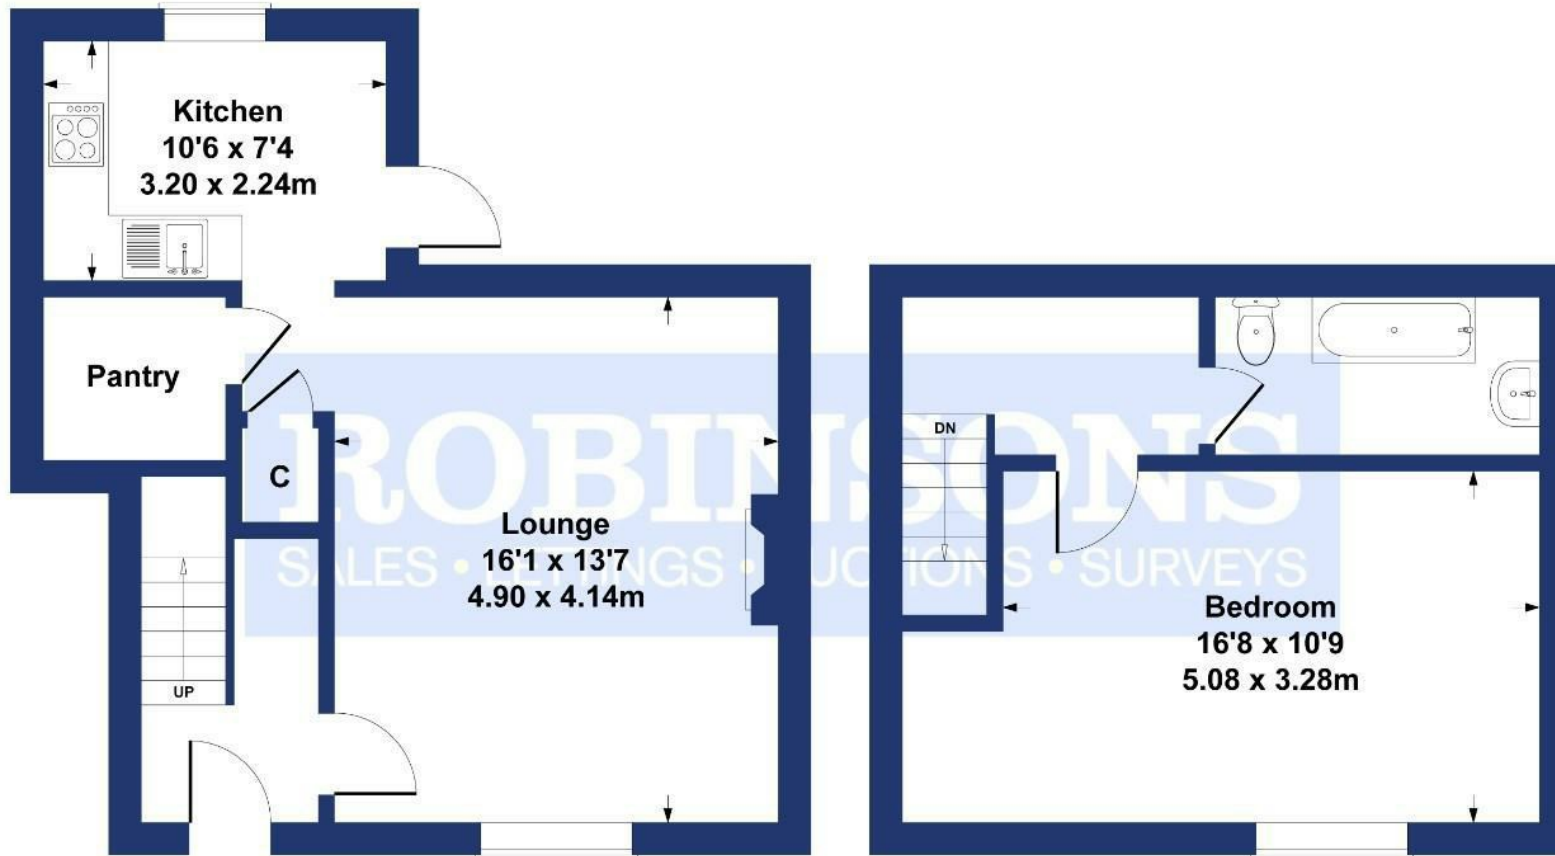 Kitchen
10'6 x 7'4
3.20 x 2.24m
Pantry
C
UP
Lounge
16'1 x 13'7
4.90 x 4.14m
DN
Bedroom
16'8 x 10'9
5.08 x 3.28m
ROBINSONS
SALES • LETTINGS • AUCTIONS • SURVEYS